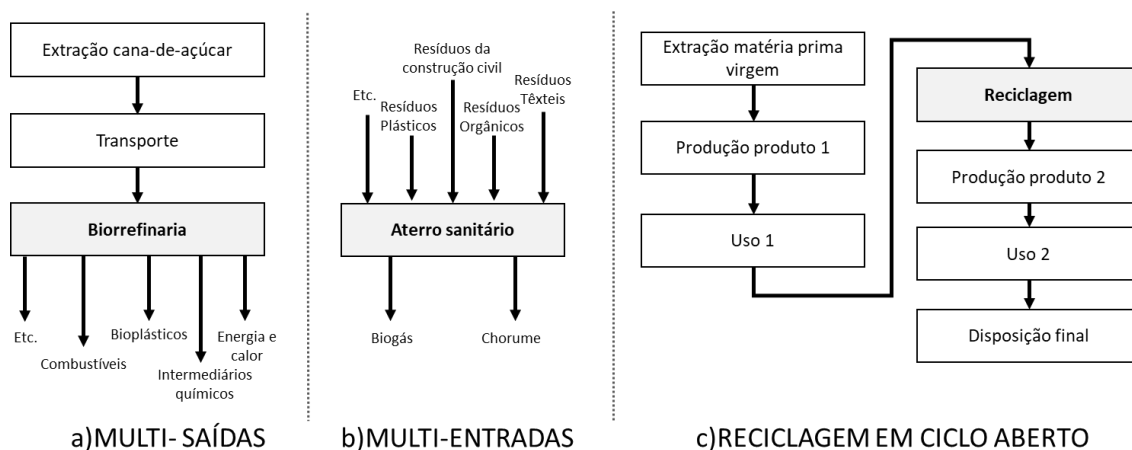 Extração cana-de-açúcar
Transporte
Biorrefinaria
Etc.
Combustíveis
Bioplásticos
Intermediários
químicos
Energia e
calor
a)MULTI- SAÍDAS
Etc.
Resíduos
Plásticos
Resíduos da
construção civil
Resíduos
Orgânicos
Resíduos
Têxteis
Aterro sanitário
Biogás
Chorume
b)MULTI-ENTRADAS
Extração matéria prima
virgem
Produção produto 1
Uso 1
Reciclagem
Produção produto 2
Uso 2
Disposição final
c)RECICLAGEM EM CICLO ABERTO